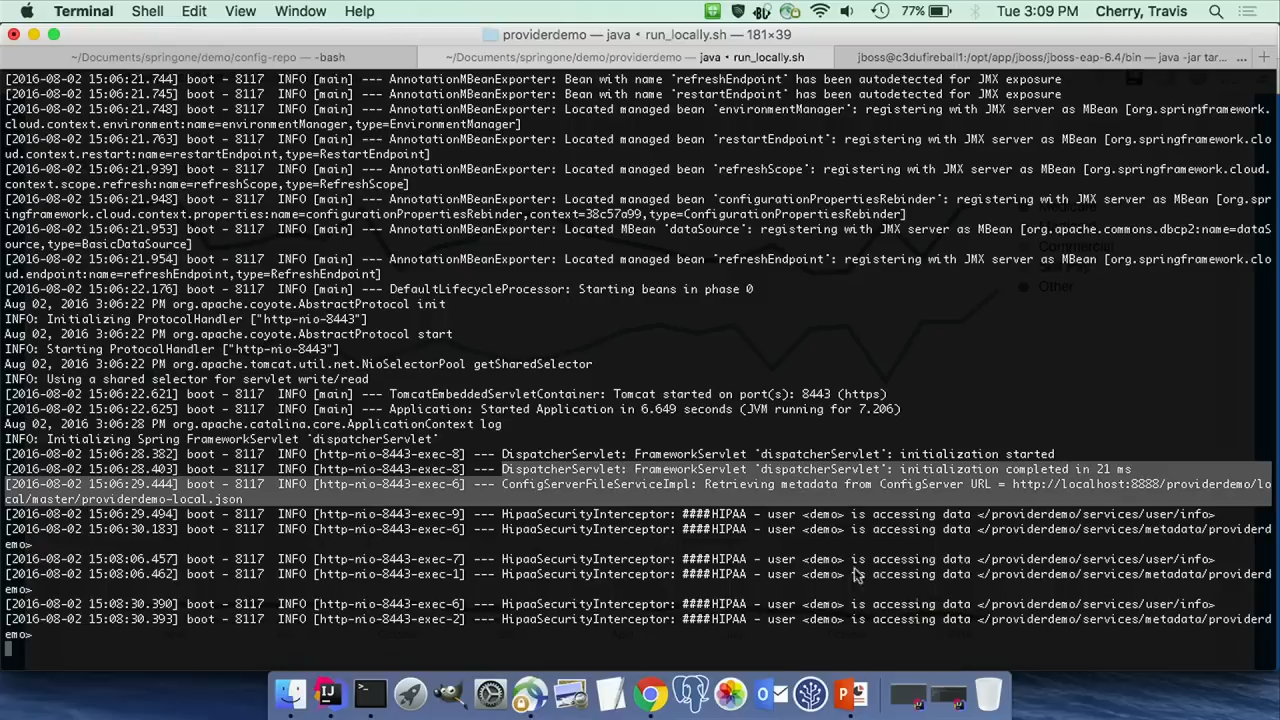 Terminal Shell Edit View Window Help 77% Tue 3:09 PM Cherry, Travis
providerdemo — java • run_locally.sh — 181×39
~/Documents/springone/demo/config-repo — -bash
~/Documents/springone/demo/providerdemo — java • run_locally.sh
jboss@c3dufireball1:/opt/app/jboss/jboss-eap-6.4/bin — java -jar tar... ...
[2016-08-02 15:06:21.744] boot - 8117 INFO [main] --- AnnotationMBeanExporter: Bean with name 'refreshEndpoint' has been autodetected for JMX exposure
[2016-08-02 15:06:21.745] boot - 8117 INFO [main] --- AnnotationMBeanExporter: Bean with name 'restartEndpoint' has been autodetected for JMX exposure
[2016-08-02 15:06:21.748] boot - 8117 INFO [main] --- AnnotationMBeanExporter: Located managed bean 'environmentManager': registering with JMX server as MBean [org.springframework.
cloud.context.environment:name=environmentManager,type=EnvironmentManager]
[2016-08-02 15:06:21.763] boot - 8117 INFO [main] --- AnnotationMBeanExporter: Located managed bean 'restartEndpoint': registering with JMX server as MBean [org.springframework.clo
ud.context.restart:name=restartEndpoint,type=RestartEndpoint]
[2016-08-02 15:06:21.939] boot - 8117 INFO [main] --- AnnotationMBeanExporter: Located managed bean 'refreshScope': registering with JMX server as MBean [org.springframework.cloud.
context.scope.refresh:name=refreshScope,type=RefreshScope]
[2016-08-02 15:06:21.948] boot - 8117 INFO [main] --- AnnotationMBeanExporter: Located managed bean 'configurationPropertiesRebinder': registering with JMX server as MBean [org.spr
ingframework.cloud.context.properties:name=configurationPropertiesRebinder,context=38c57a99,type=ConfigurationPropertiesRebinder]
[2016-08-02 15:06:21.953] boot - 8117 INFO [main] --- AnnotationMBeanExporter: Located MBean 'dataSource': registering with JMX server as MBean [org.apache.commons.dbcp2:name=dataS
ource,type=BasicDataSource]
[2016-08-02 15:06:21.954] boot - 8117 INFO [main] --- AnnotationMBeanExporter: Located managed bean 'refreshEndpoint': registering with JMX server as MBean [org.springframework.clo
ud.endpoint:name=refreshEndpoint,type=RefreshEndpoint]
Other
[2016-08-02 15:06:22.176] boot - 8117 INFO [main] --- DefaultLifecycleProcessor: Starting beans in phase 0
Aug 02, 2016 3:06:22 PM org.apache.coyote.AbstractProtocol init
INFO: Initializing ProtocolHandler ["http-nio-8443"]
Aug 02, 2016 3:06:22 PM org.apache.coyote.AbstractProtocol start
INFO: Starting ProtocolHandler ["http-nio-8443"]
Aug 02, 2016 3:06:22 PM org.apache.tomcat.util.net.NioSelectorPool getSharedSelector
INFO: Using a shared selector for servlet write/read
[2016-08-02 15:06:22.621] boot - 8117 INFO [main] --- TomcatEmbeddedServletContainer: Tomcat started on port(s): 8443 (https)
[2016-08-02 15:06:22.625] boot - 8117 INFO [main] --- Application: Started Application in 6.649 seconds (JVM running for 7.206)
Aug 02, 2016 3:06:28 PM org.apache.catalina.core.ApplicationContext log
INFO: Initializing Spring FrameworkServlet 'dispatcherServlet'
[2016-08-02 15:06:28.382] boot - 8117 INFO [http-nio-8443-exec-8] --- DispatcherServlet: FrameworkServlet 'dispatcherServlet': initialization started
[2016-08-02 15:06:28.403] boot - 8117 INFO [http-nio-8443-exec-8] --- DispatcherServlet: FrameworkServlet 'dispatcherServlet': initialization completed in 21 ms
[2016-08-02 15:06:29.444] boot - 8117 INFO [http-nio-8443-exec-6] --- ConfigServerFileServiceImpl: Retrieving metadata from ConfigServer URL = http://localhost:8888/providerdemo/lo
cal/master/providerdemo-local.json
[2016-08-02 15:06:29.494] boot - 8117 INFO [http-nio-8443-exec-9] --- HipaaSecurityInterceptor: ####HIPAA - user <demo> is accessing data </providerdemo/services/user/info>
[2016-08-02 15:06:30.183] boot - 8117 INFO [http-nio-8443-exec-6] --- HipaaSecurityInterceptor: ####HIPAA - user <demo> is accessing data </providerdemo/services/metadata/providerd
emo>
[2016-08-02 15:08:06.457] boot - 8117 INFO [http-nio-8443-exec-7] --- HipaaSecurityInterceptor: ####HIPAA - user <demo> is accessing data </providerdemo/services/user/info>
[2016-08-02 15:08:06.462] boot - 8117 INFO [http-nio-8443-exec-1] --- HipaaSecurityInterceptor: ####HIPAA - user <demo> is accessing data </providerdemo/services/metadata/providerd
emo>
[2016-08-02 15:08:30.390] boot - 8117 INFO [http-nio-8443-exec-6] --- HipaaSecurityInterceptor: ####HIPAA - user <demo> is accessing data </providerdemo/services/user/info>
[2016-08-02 15:08:30.393] boot - 8117 INFO [http-nio-8443-exec-2] --- HipaaSecurityInterceptor: ####HIPAA - user <demo> is accessing data </providerdemo/services/metadata/providerd
emo>